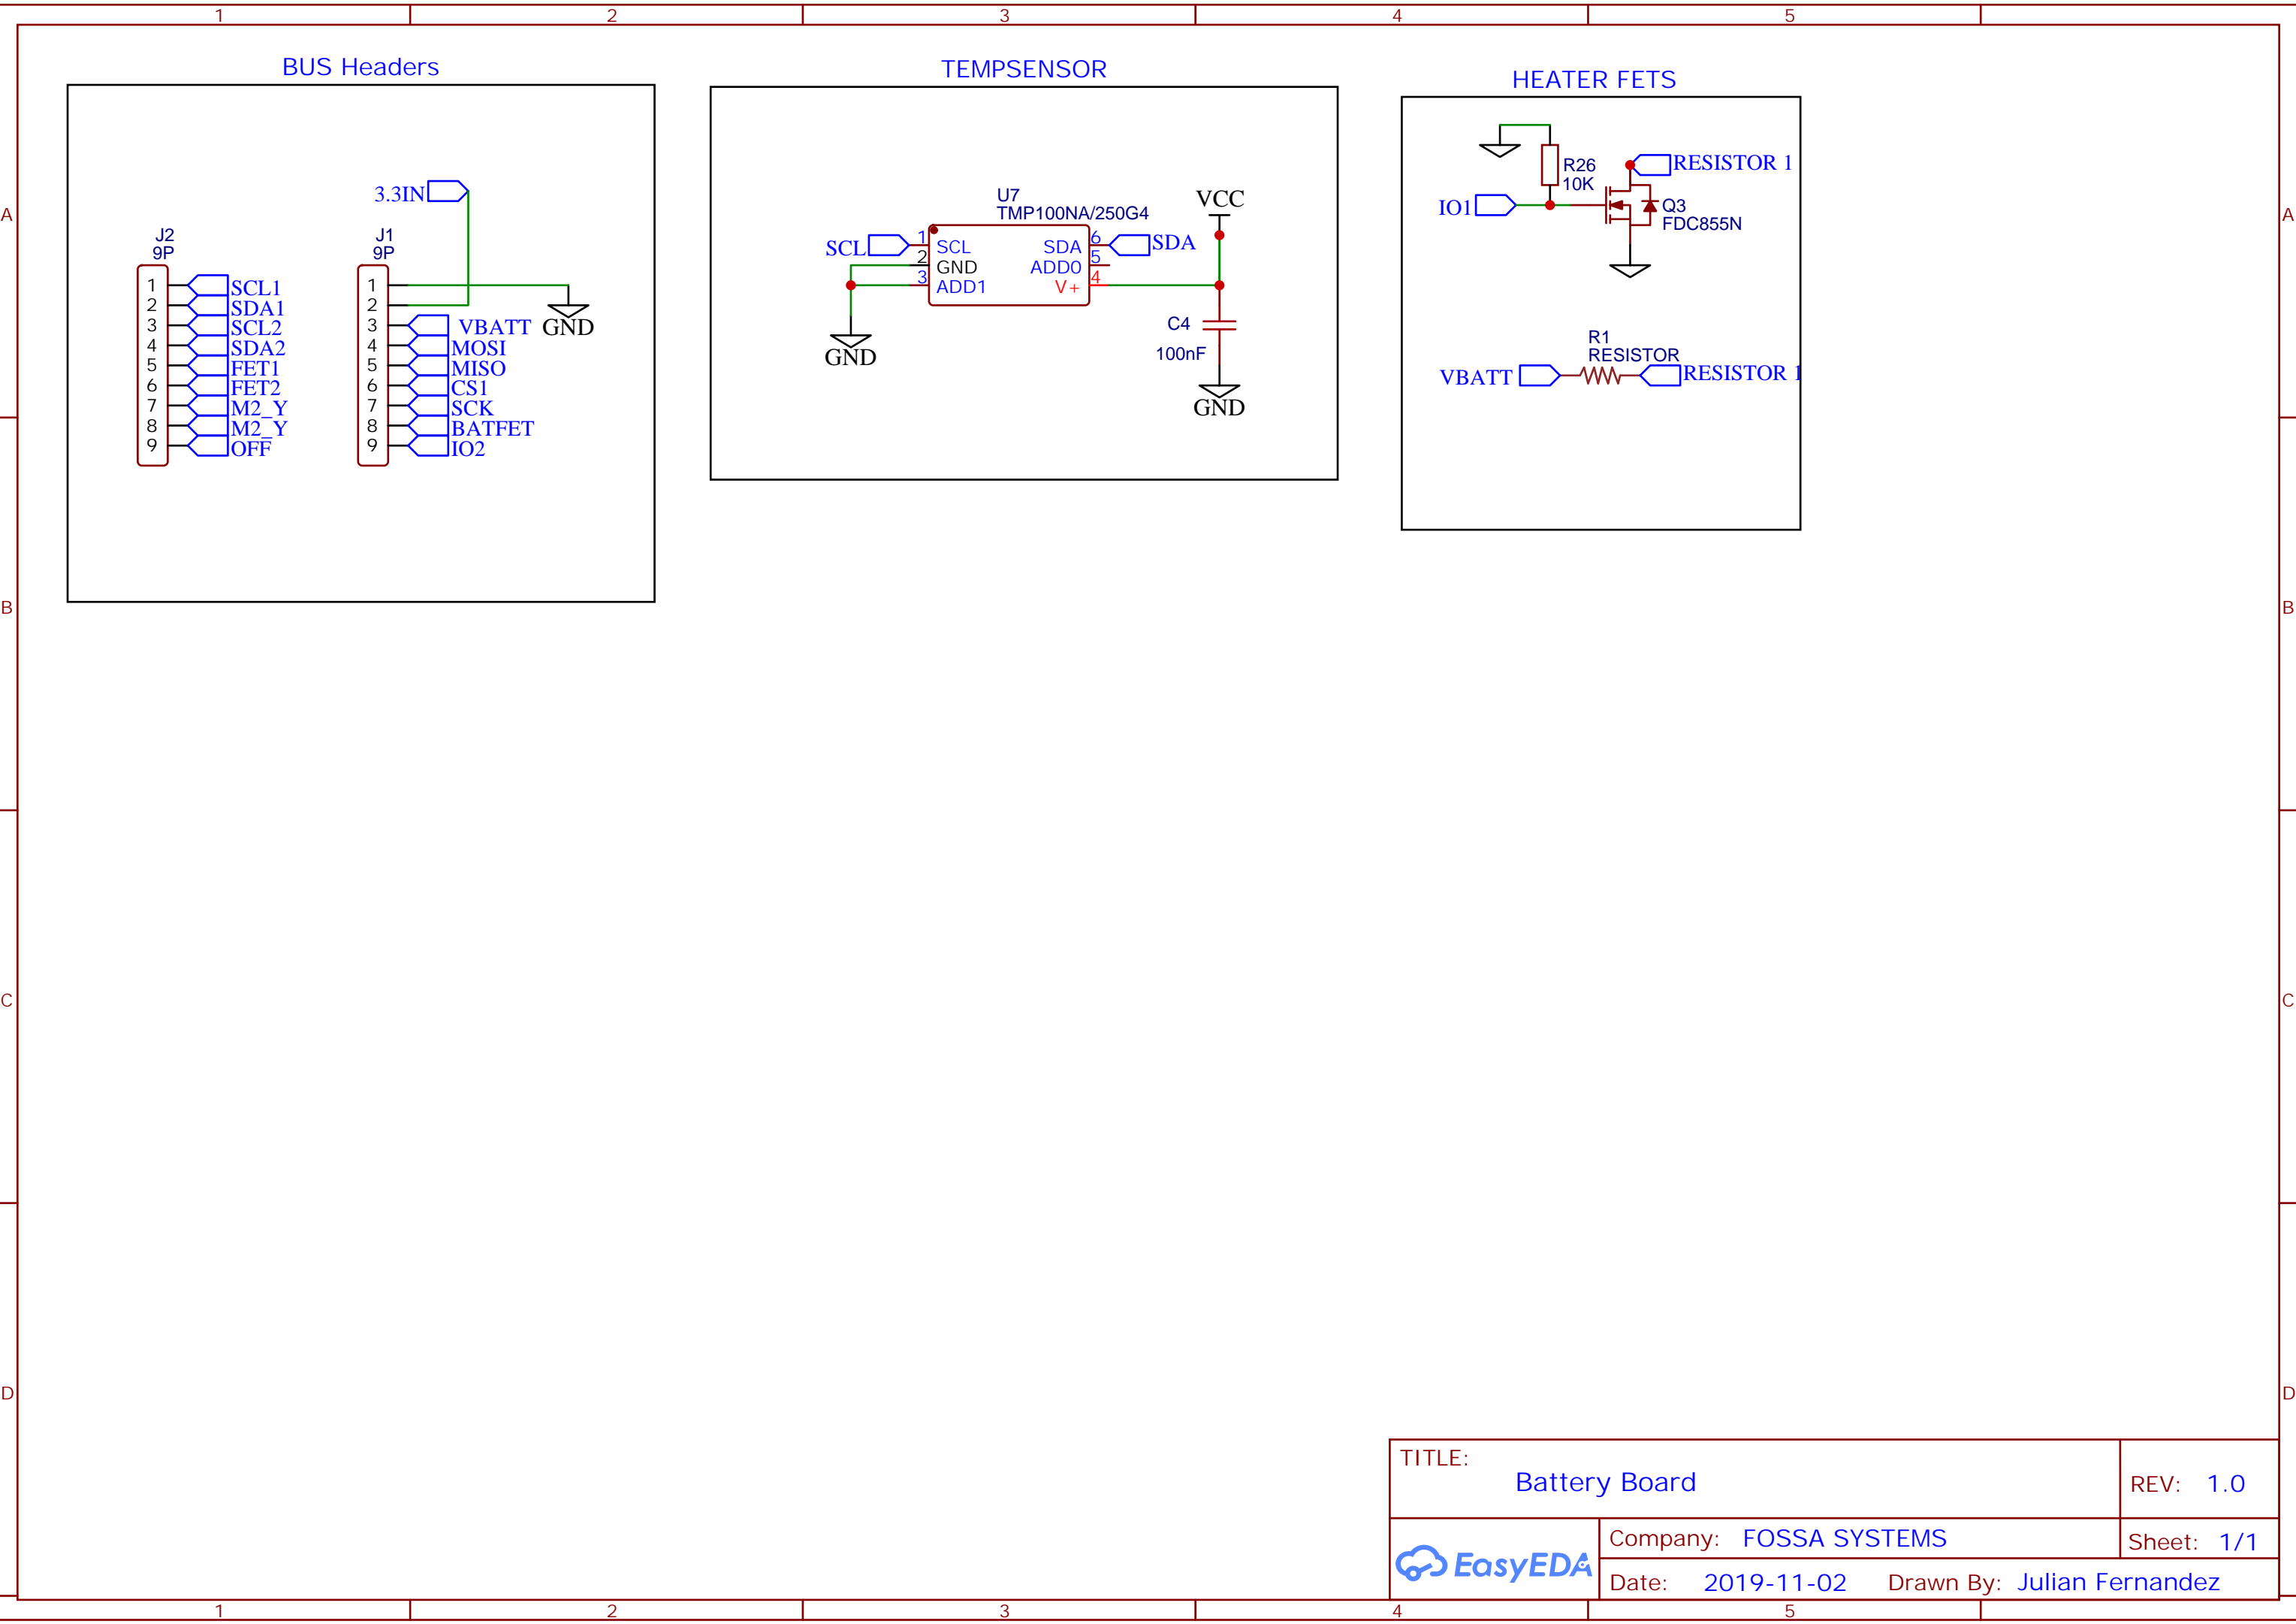 1 2 3 4 5
A
B
C
D
A
B
C
D
BUS Headers
3.3IN
J2
9P
1 SCL1
2 SDA1
3 SCL2
4 SDA2
5 FET1
6 FET2
7 M2_Y
8 M2_Y
9 OFF
J1
9P
1
2
3 VBATT
4 MOSI
5 MISO
6 CS1
7 SCK
8 BATFET
9 IO2
GND
TEMPSENSOR
U7
TMP100NA/250G4
VCC
SCL 1 SCL SDA 6 SDA
2 GND ADD0 5
3 ADD1 V+ 4
GND
C4
100nF
GND
HEATER FETS
R26
10K
RESISTOR 1
IO1
Q3
FDC855N
R1
RESISTOR
VBATT
RESISTOR 1
TITLE:
Battery Board
REV: 1.0
EasyEDA
Company: FOSSA SYSTEMS
Sheet: 1/1
Date: 2019-11-02
Drawn By: Julian Fernandez
1 2 3 4 5